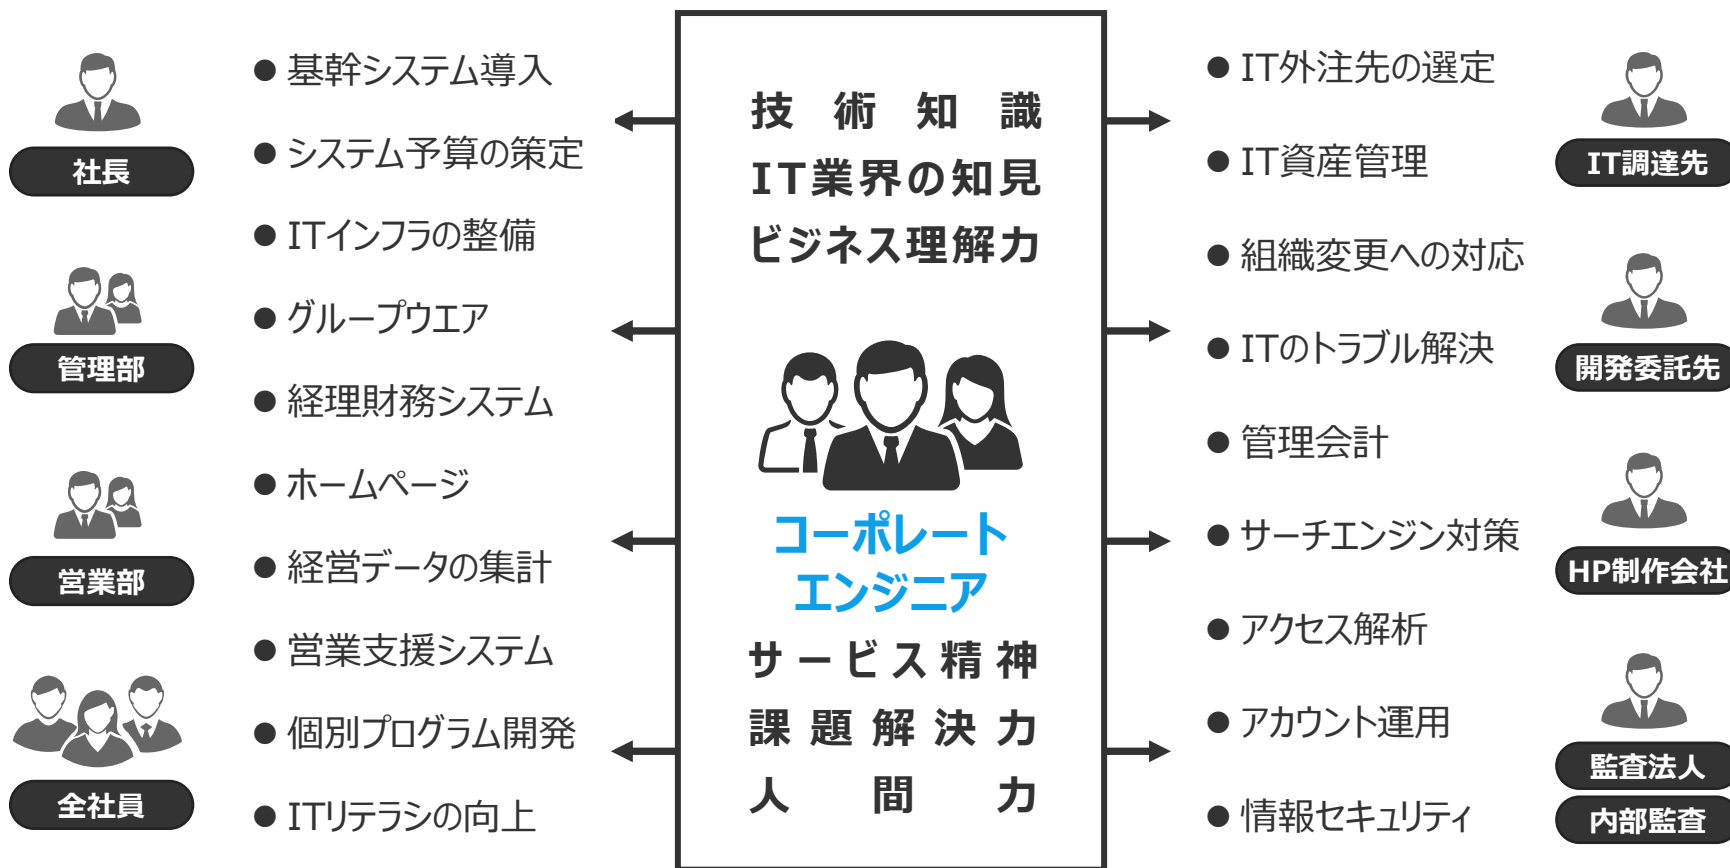 社長
管理部
営業部
全社員
● 基幹システム導入
● システム予算の策定
● ITインフラの整備
● グループウエア
● 経理財務システム
● ホームページ
● 経営データの集計
● 営業支援システム
● 個別プログラム開発
● ITリテラシの向上
技術知識
IT業界の知見
ビジネス理解力
コーポレート
エンジニア
サービス精神
課題解決力
人間力
● IT外注先の選定
● IT資産管理
● 組織変更への対応
● ITのトラブル解決
● 管理会計
● サーチエンジン対策
● アクセス解析
● アカウント運用
● 情報セキュリティ
IT調達先
開発委託先
HP制作会社
監査法人
内部監査